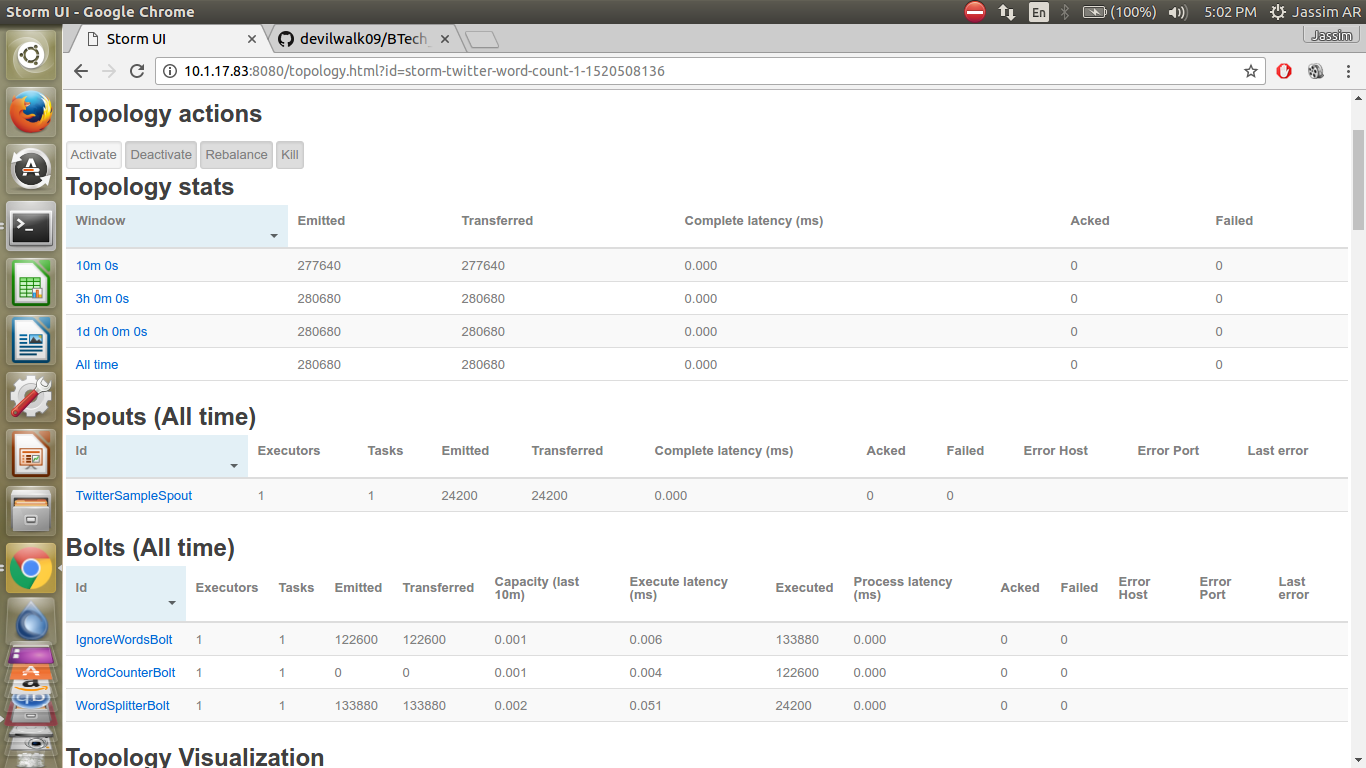 Storm UI - Google Chrome En (100%) 5:02 PM Jassim AR
Storm UI devilwalk09/BTech Jassim
10.1.17.83:8080/topology.html?id=storm-twitter-word-count-1-1520508136
Topology actions
Activate Deactivate Rebalance Kill
Topology stats
Window Emitted Transferred Complete latency (ms) Acked Failed
10m 0s 277640 277640 0.000 0 0
3h 0m 0s 280680 280680 0.000 0 0
1d 0h 0m 0s 280680 280680 0.000 0 0
All time 280680 280680 0.000 0 0
Spouts (All time)
Id Executors Tasks Emitted Transferred Complete latency (ms) Acked Failed Error Host Error Port Last error
TwitterSampleSpout 1 1 24200 24200 0.000 0 0
Bolts (All time)
Id Executors Tasks Emitted Transferred Capacity (last 10m) Execute latency (ms) Executed Process latency (ms) Acked Failed Error Host Error Port Last error
IgnoreWordsBolt 1 1 122600 122600 0.001 0.006 133880 0.000 0 0
WordCounterBolt 1 1 0 0 0.001 0.004 122600 0.000 0 0
WordSplitterBolt 1 1 133880 133880 0.002 0.051 24200 0.000 0 0
Topology Visualization